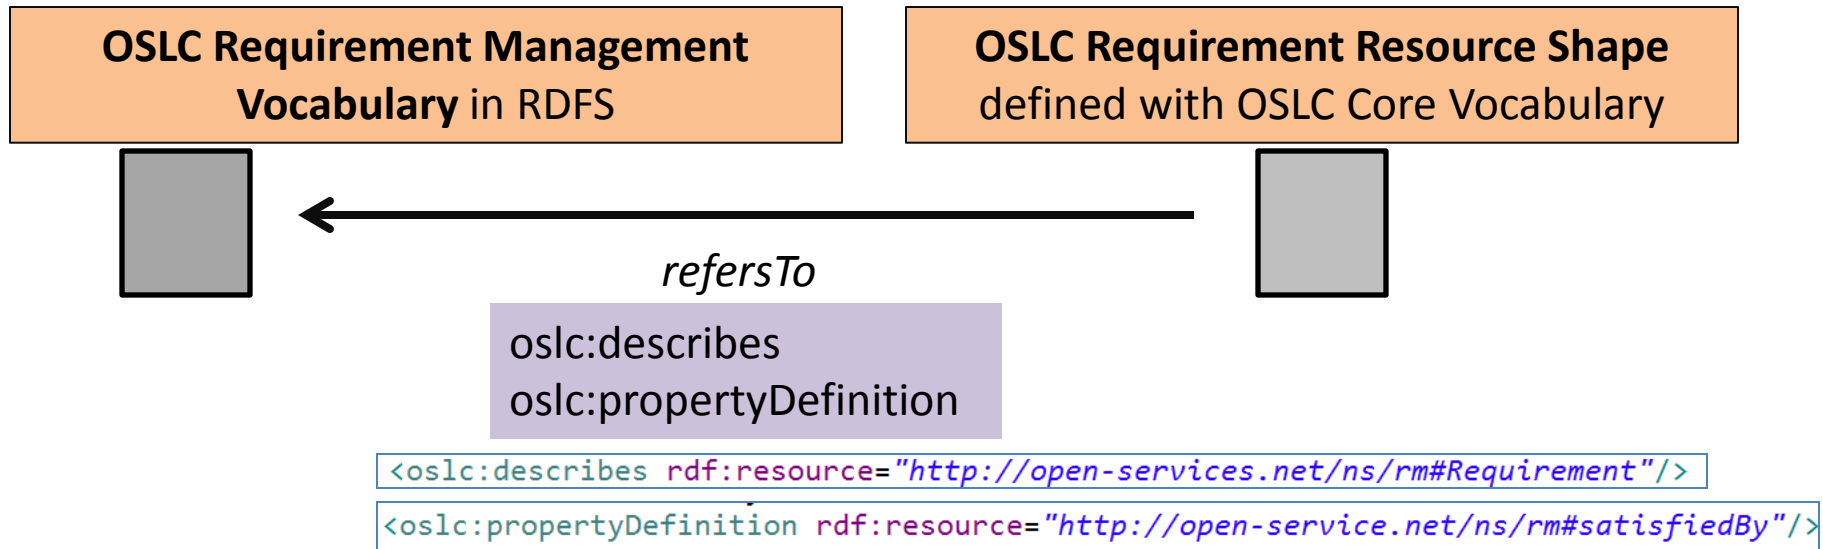 OSLC Requirement Management
Vocabulary in RDFS
OSLC Requirement Resource Shape
defined with OSLC Core Vocabulary
refersTo
oslc:describes
oslc:propertyDefinition
<oslc:describes rdf:resource="http://open-services.net/ns/rm#Requirement"/>
<oslc:propertyDefinition rdf:resource="http://open-service.net/ns/rm#satisfiedBy"/>